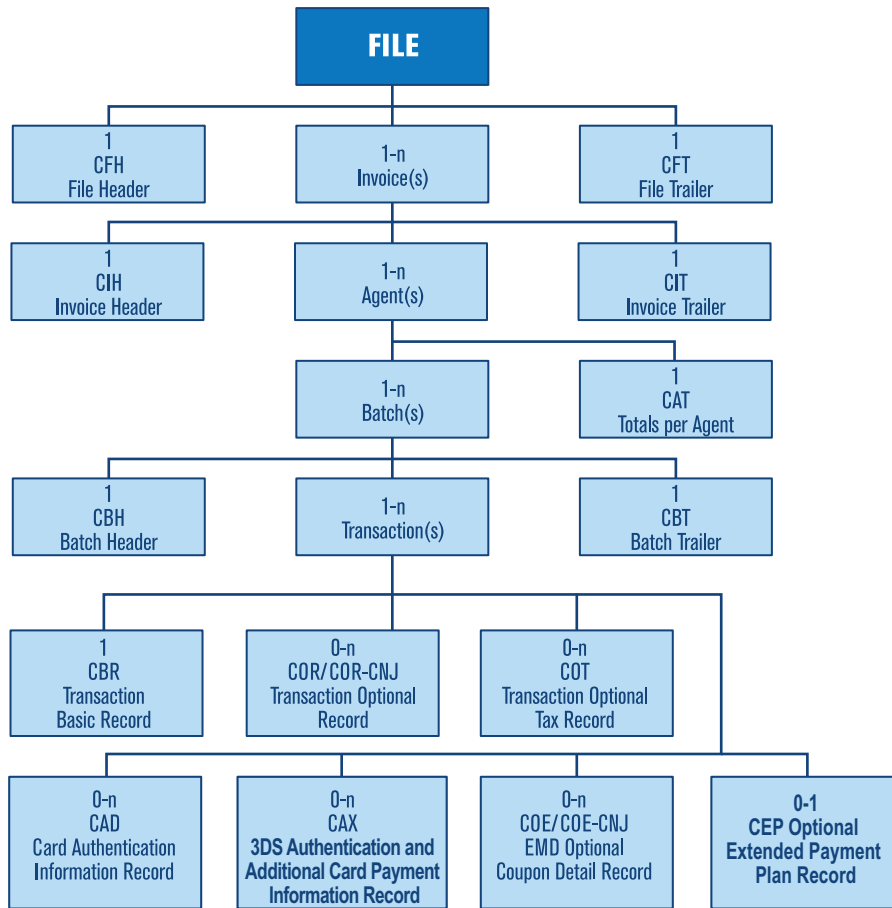 FILE
1
CFH
File Header
1-n
Invoice(s)
1
CFT
File Trailer
1
CIH
Invoice Header
1-n
Agent(s)
1
CIT
Invoice Trailer
1-n
Batch(s)
1
CAT
Totals per Agent
1
CBH
Batch Header
1-n
Transaction(s)
1
CBT
Batch Trailer
1
CBR
Transaction
Basic Record
0-n
COR/COR-CNJ
Transaction Optional
Record
0-n
COT
Transaction Optional
Tax Record
0-n
CAD
Card Authentication
Information Record
0-n
CAX
3DS Authentication and
Additional Card Payment
Information Record
0-n
COE/COE-CNJ
EMD Optional
Coupon Detail Record
0-1
CEP Optional
Extended Payment
Plan Record